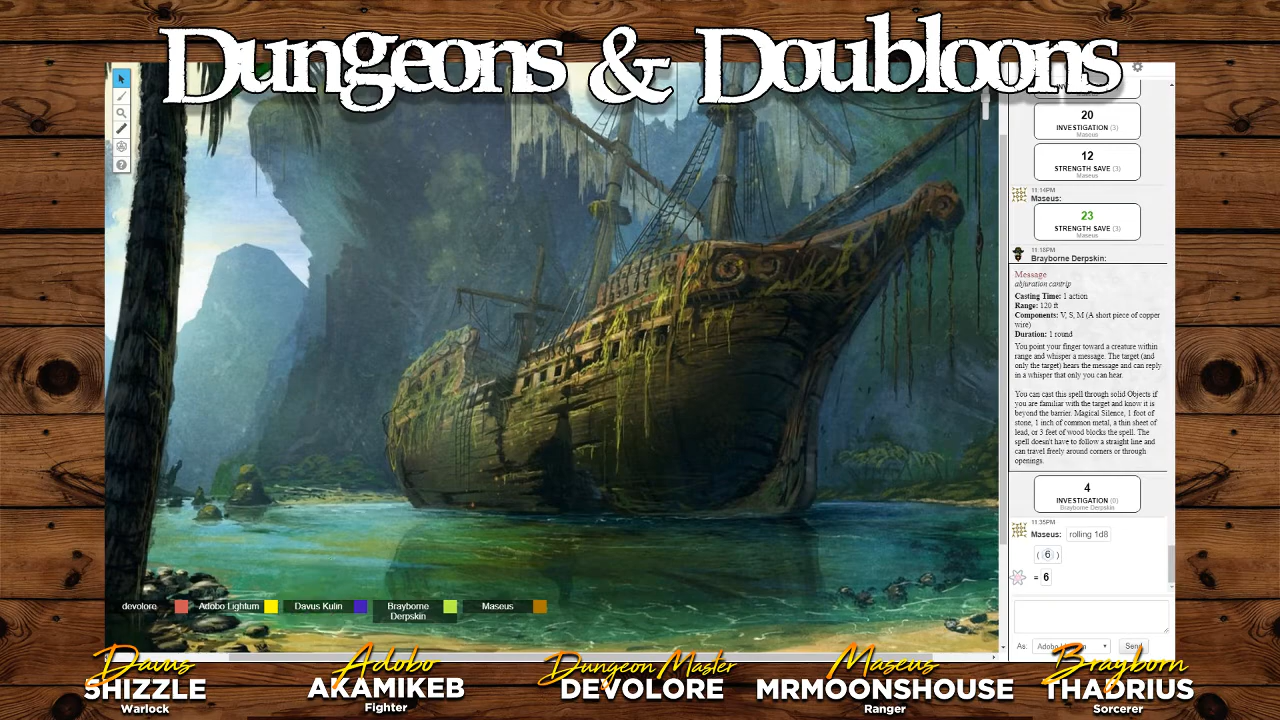 Dungeons & Doubloons
Maseus
20
INVESTIGATION (3)
Maseus
12
STRENGTH SAVE (3)
Maseus
11:14PM
Maseus:
23
STRENGTH SAVE (3)
Maseus
11:18PM
Brayborne Derpskin:
Message
abjuration cantrip
Casting Time: 1 action
Range: 120 ft
Components: V, S, M (A short piece of copper
wire)
Duration: 1 round
You point your finger toward a creature within
range and whisper a message. The target (and
only the target) hears the message and can reply
in a whisper that only you can hear.
You can cast this spell through solid Objects if
you are familiar with the target and know it is
beyond the barrier. Magical Silence, 1 foot of
stone, 1 inch of common metal, a thin sheet of
lead, or 3 feet of wood blocks the spell. The
spell doesn't have to follow a straight line and
can travel freely around corners or through
openings.
4
INVESTIGATION (0)
Brayborne Derpskin
11:35PM
Maseus: rolling 1d8
( 6 )
= 6
devolore
Adobo Lightum
Davus Kulin
Brayborne
Derpskin
Maseus
As:
Send
Davus
SHIZZLE
Warlock
Adobo
AKAMIKEB
Fighter
Dungeon Master
DEVOLORE
Maseus
MRMOONSHOUSE
Ranger
Brayborn
THADRIUS
Sorcerer